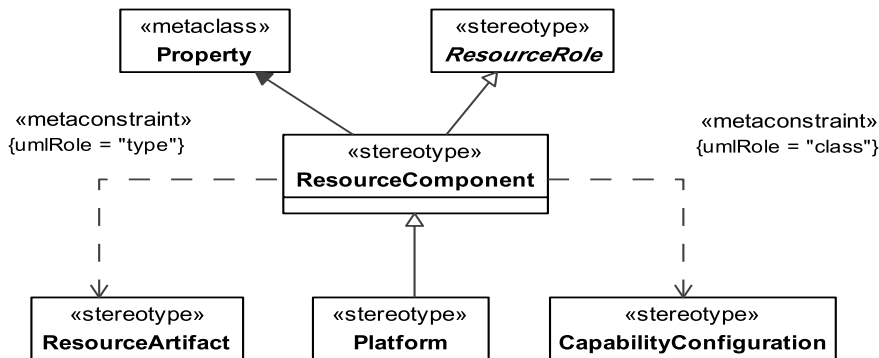 «metaclass»
Property
«stereotype»
ResourceRole
«metaconstraint»
{umlRole = "type"}
«metaconstraint»
{umlRole = "class"}
«stereotype»
ResourceComponent
«stereotype»
ResourceArtifact
«stereotype»
Platform
«stereotype»
CapabilityConfiguration